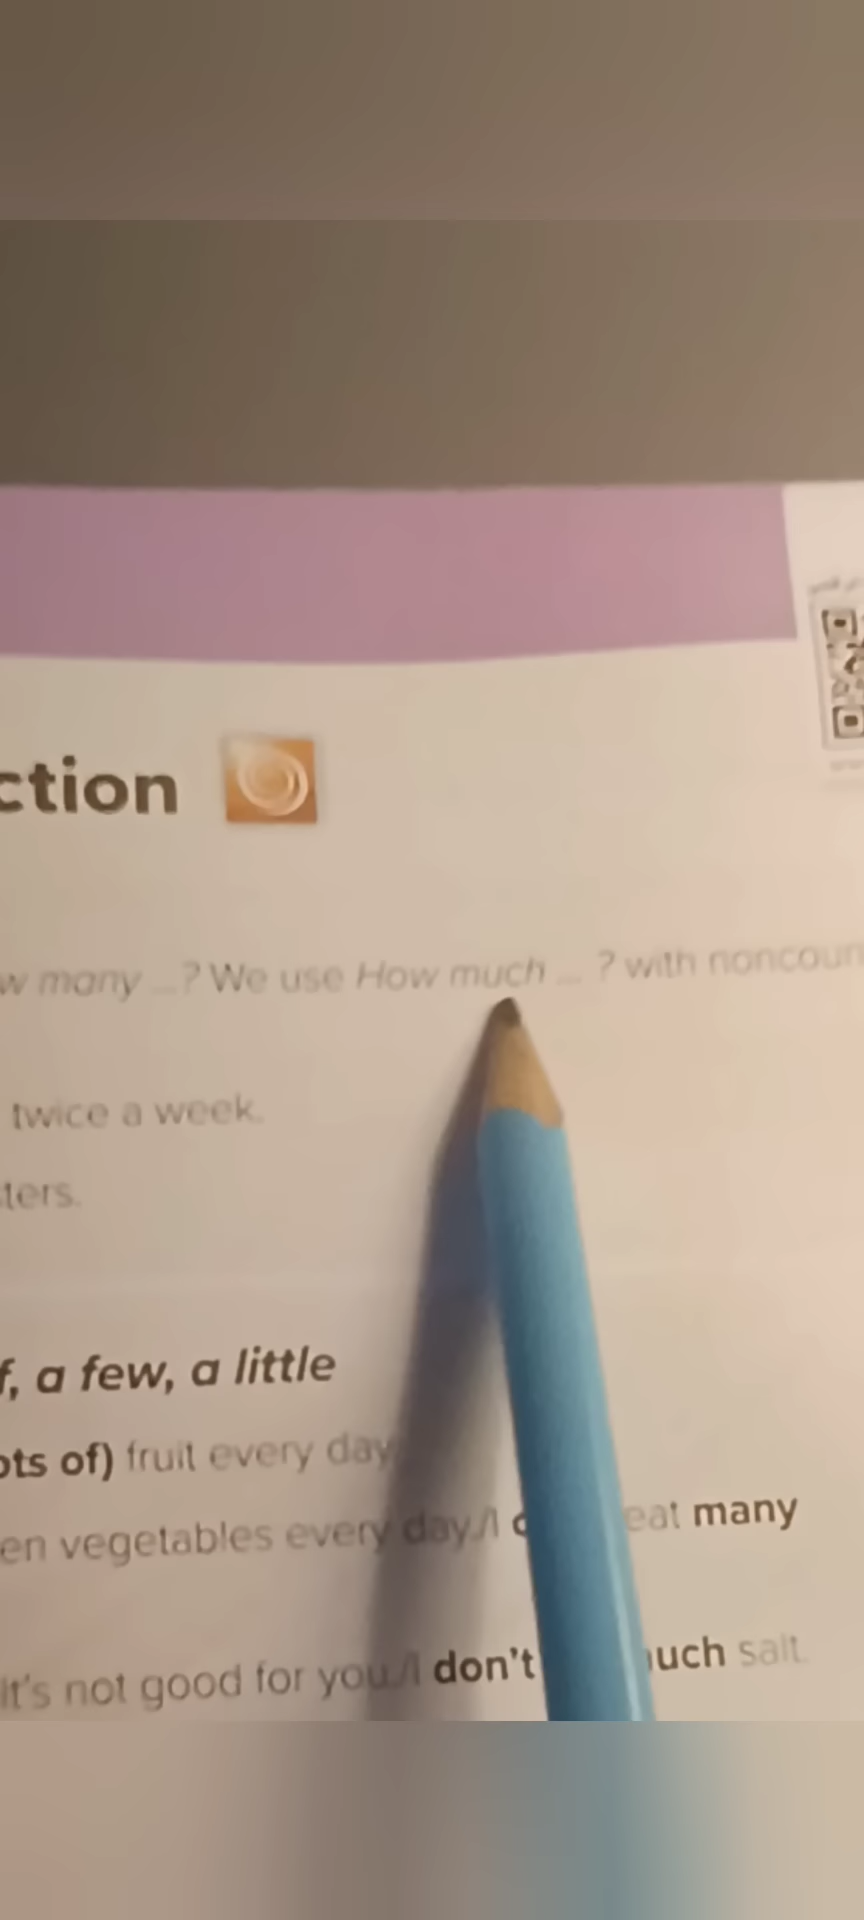 ction
w many ...? We use How much ... ? with noncoun
twice a week.
ters.
f, a few, a little
ots of) fruit every day
en vegetables every day./I eat many
it's not good for you./I don't uch salt.